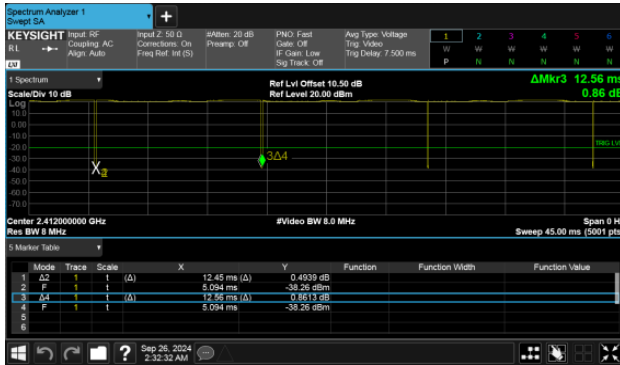 Spectrum Analyzer 1
Swept SA
KEYSIGHT Input: RF Input Z: 50 Ω #Atten: 20 dB PNO: Fast Avg Type: Voltage 1 2 3 4 5 6
RL Coupling: AC Corrections: On Preamp: Off Gate: Off Trig: Video W W W W W W
Align: Auto Freq Ref: Int (S) IF Gain: Low Trig Delay: 7.500 ms P N N N N N
LXI Sig Track: Off
1 Spectrum Ref Lvl Offset 10.50 dB ΔMkr3 12.56 ms
Scale/Div 10 dB Ref Level 20.00 dBm 0.86 dB
Log
10.0
0.00
-10.0
-20.0 TRIG LVL
-30.0 3Δ4
-40.0 X
-50.0
-60.0
-70.0
Center 2.412000000 GHz #Video BW 8.0 MHz Span 0 H
Res BW 8 MHz Sweep 45.00 ms (5001 pts
5 Marker Table
Mode Trace Scale X Y Function Function Width Function Value
1 Δ2 1 t (Δ) 12.45 ms (Δ) 0.4939 dB
2 F 1 t 5.094 ms -38.26 dBm
3 Δ4 1 t (Δ) 12.56 ms (Δ) 0.8613 dB
4 F 1 t 5.094 ms -38.26 dBm
5
6
? Sep 26, 2024
2:32:32 AM